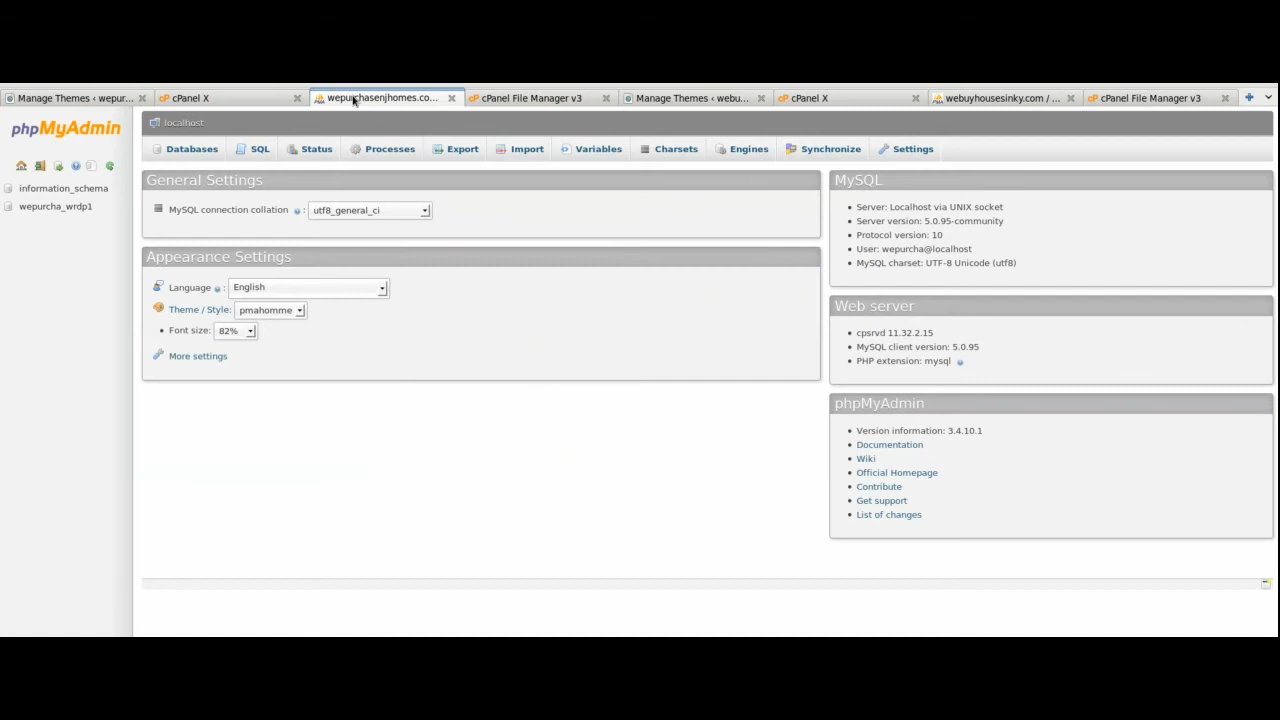 Manage Themes ‹ wepur...
cPanel X
wepurchasenjhomes.co...
cPanel File Manager v3
Manage Themes ‹ webu...
cPanel X
webuyhousesinky.com / ...
cPanel File Manager v3
phpMyAdmin
information_schema
wepurcha_wrdp1
localhost
Databases
SQL
Status
Processes
Export
Import
Variables
Charsets
Engines
Synchronize
Settings
General Settings
MySQL connection collation : utf8_general_ci
Appearance Settings
Language : English
Theme / Style: pmahomme
Font size: 82%
More settings
MySQL
Server: Localhost via UNIX socket
Server version: 5.0.95-community
Protocol version: 10
User: wepurcha@localhost
MySQL charset: UTF-8 Unicode (utf8)
Web server
cpsrvd 11.32.2.15
MySQL client version: 5.0.95
PHP extension: mysql
phpMyAdmin
Version information: 3.4.10.1
Documentation
Wiki
Official Homepage
Contribute
Get support
List of changes